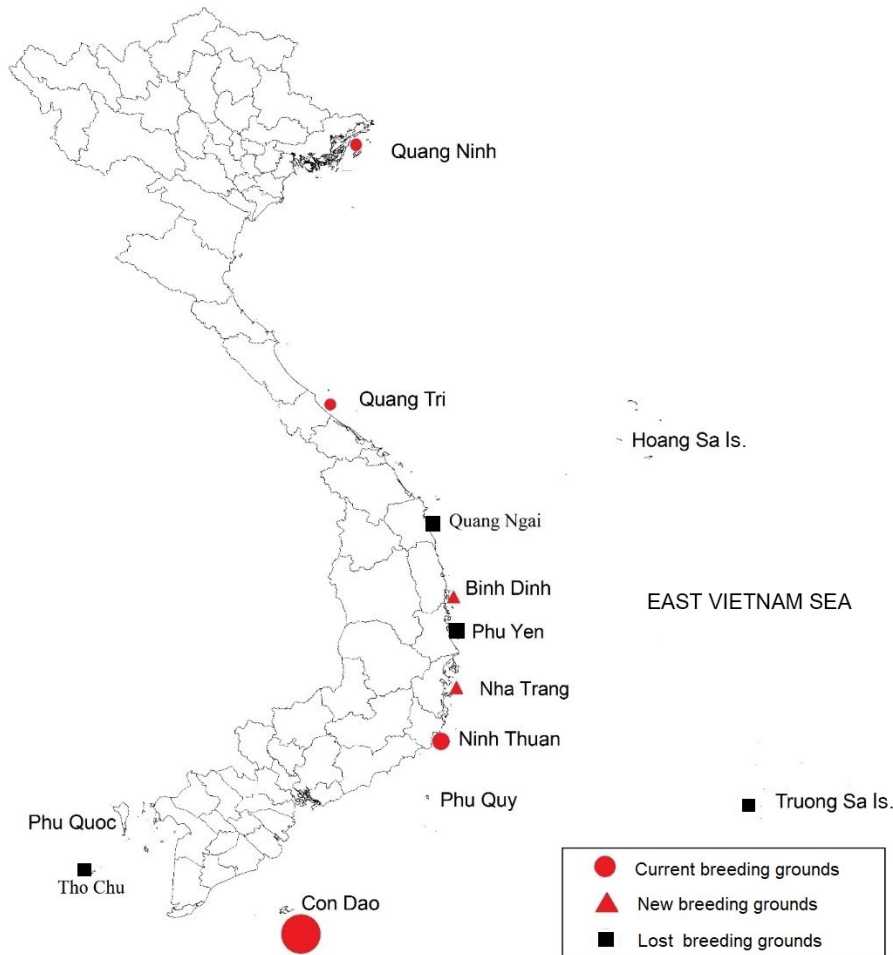 Quang Ninh
Quang Tri
Hoang Sa Is.
Quang Ngai
Binh Dinh
EAST VIETNAM SEA
Phu Yen
Nha Trang
Ninh Thuan
Phu Quy
Truong Sa Is.
Phu Quoc
Tho Chu
Con Dao
Current breeding grounds
New breeding grounds
Lost breeding grounds